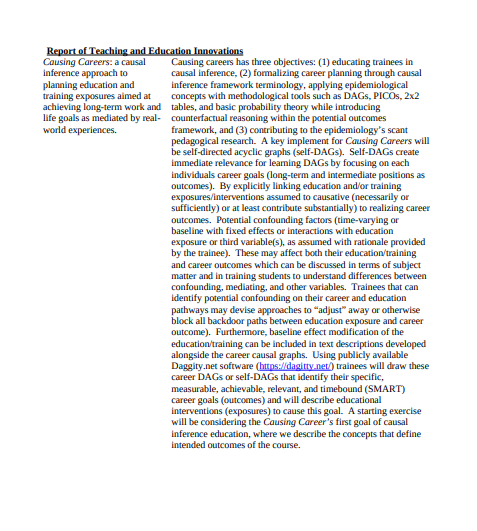 Report of Teaching and Education Innovations
Causing Careers: a causal
inference approach to
planning education and
training exposures aimed at
achieving long-term work and
life goals as mediated by real-
world experiences.
Causing careers has three objectives: (1) educating trainees in
causal inference, (2) formalizing career planning through causal
inference framework terminology, applying epidemiological
concepts with methodological tools such as DAGs, PICOs, 2x2
tables, and basic probability theory while introducing
counterfactual reasoning within the potential outcomes
framework, and (3) contributing to the epidemiology's scant
pedagogical research.  A key implement for Causing Careers will
be self-directed acyclic graphs (self-DAGs).  Self-DAGs create
immediate relevance for learning DAGs by focusing on each
individuals career goals (long-term and intermediate positions as
outcomes).  By explicitly linking education and/or training
exposures/interventions assumed to causative (necessarily or
sufficiently) or at least contribute substantially) to realizing career
outcomes.  Potential confounding factors (time-varying or
baseline with fixed effects or interactions with education
exposure or third variable(s), as assumed with rationale provided
by the trainee).  These may affect both their education/training
and career outcomes which can be discussed in terms of subject
matter and in training students to understand differences between
confounding, mediating, and other variables.  Trainees that can
identify potential confounding on their career and education
pathways may devise approaches to “adjust” away or otherwise
block all backdoor paths between education exposure and career
outcome).  Furthermore, baseline effect modification of the
education/training can be included in text descriptions developed
alongside the career causal graphs.  Using publicly available
Daggity.net software (https://dagitty.net/) trainees will draw these
career DAGs or self-DAGs that identify their specific,
measurable, achievable, relevant, and timebound (SMART)
career goals (outcomes) and will describe educational
interventions (exposures) to cause this goal.  A starting exercise
will be considering the Causing Career's first goal of causal
inference education, where we describe the concepts that define
intended outcomes of the course.